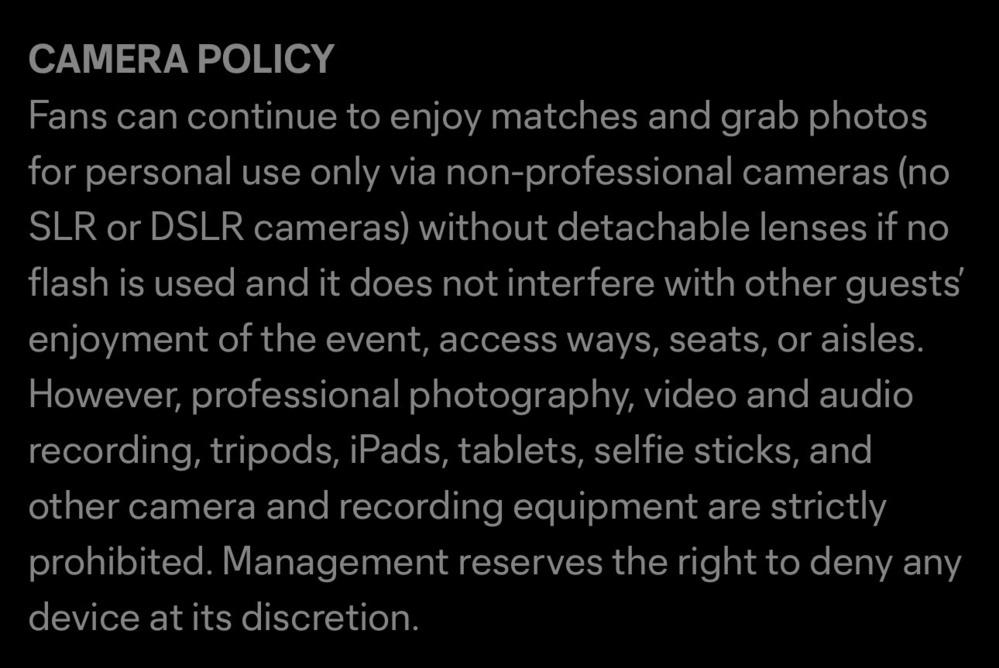 CAMERA POLICY
Fans can continue to enjoy matches and grab photos
for personal use only via non-professional cameras (no
SLR or DSLR cameras) without detachable lenses if no
flash is used and it does not interfere with other guests’
enjoyment of the event, access ways, seats, or aisles.
However, professional photography, video and audio
recording, tripods, iPads, tablets, selfie sticks, and
other camera and recording equipment are strictly
prohibited. Management reserves the right to deny any
device at its discretion.